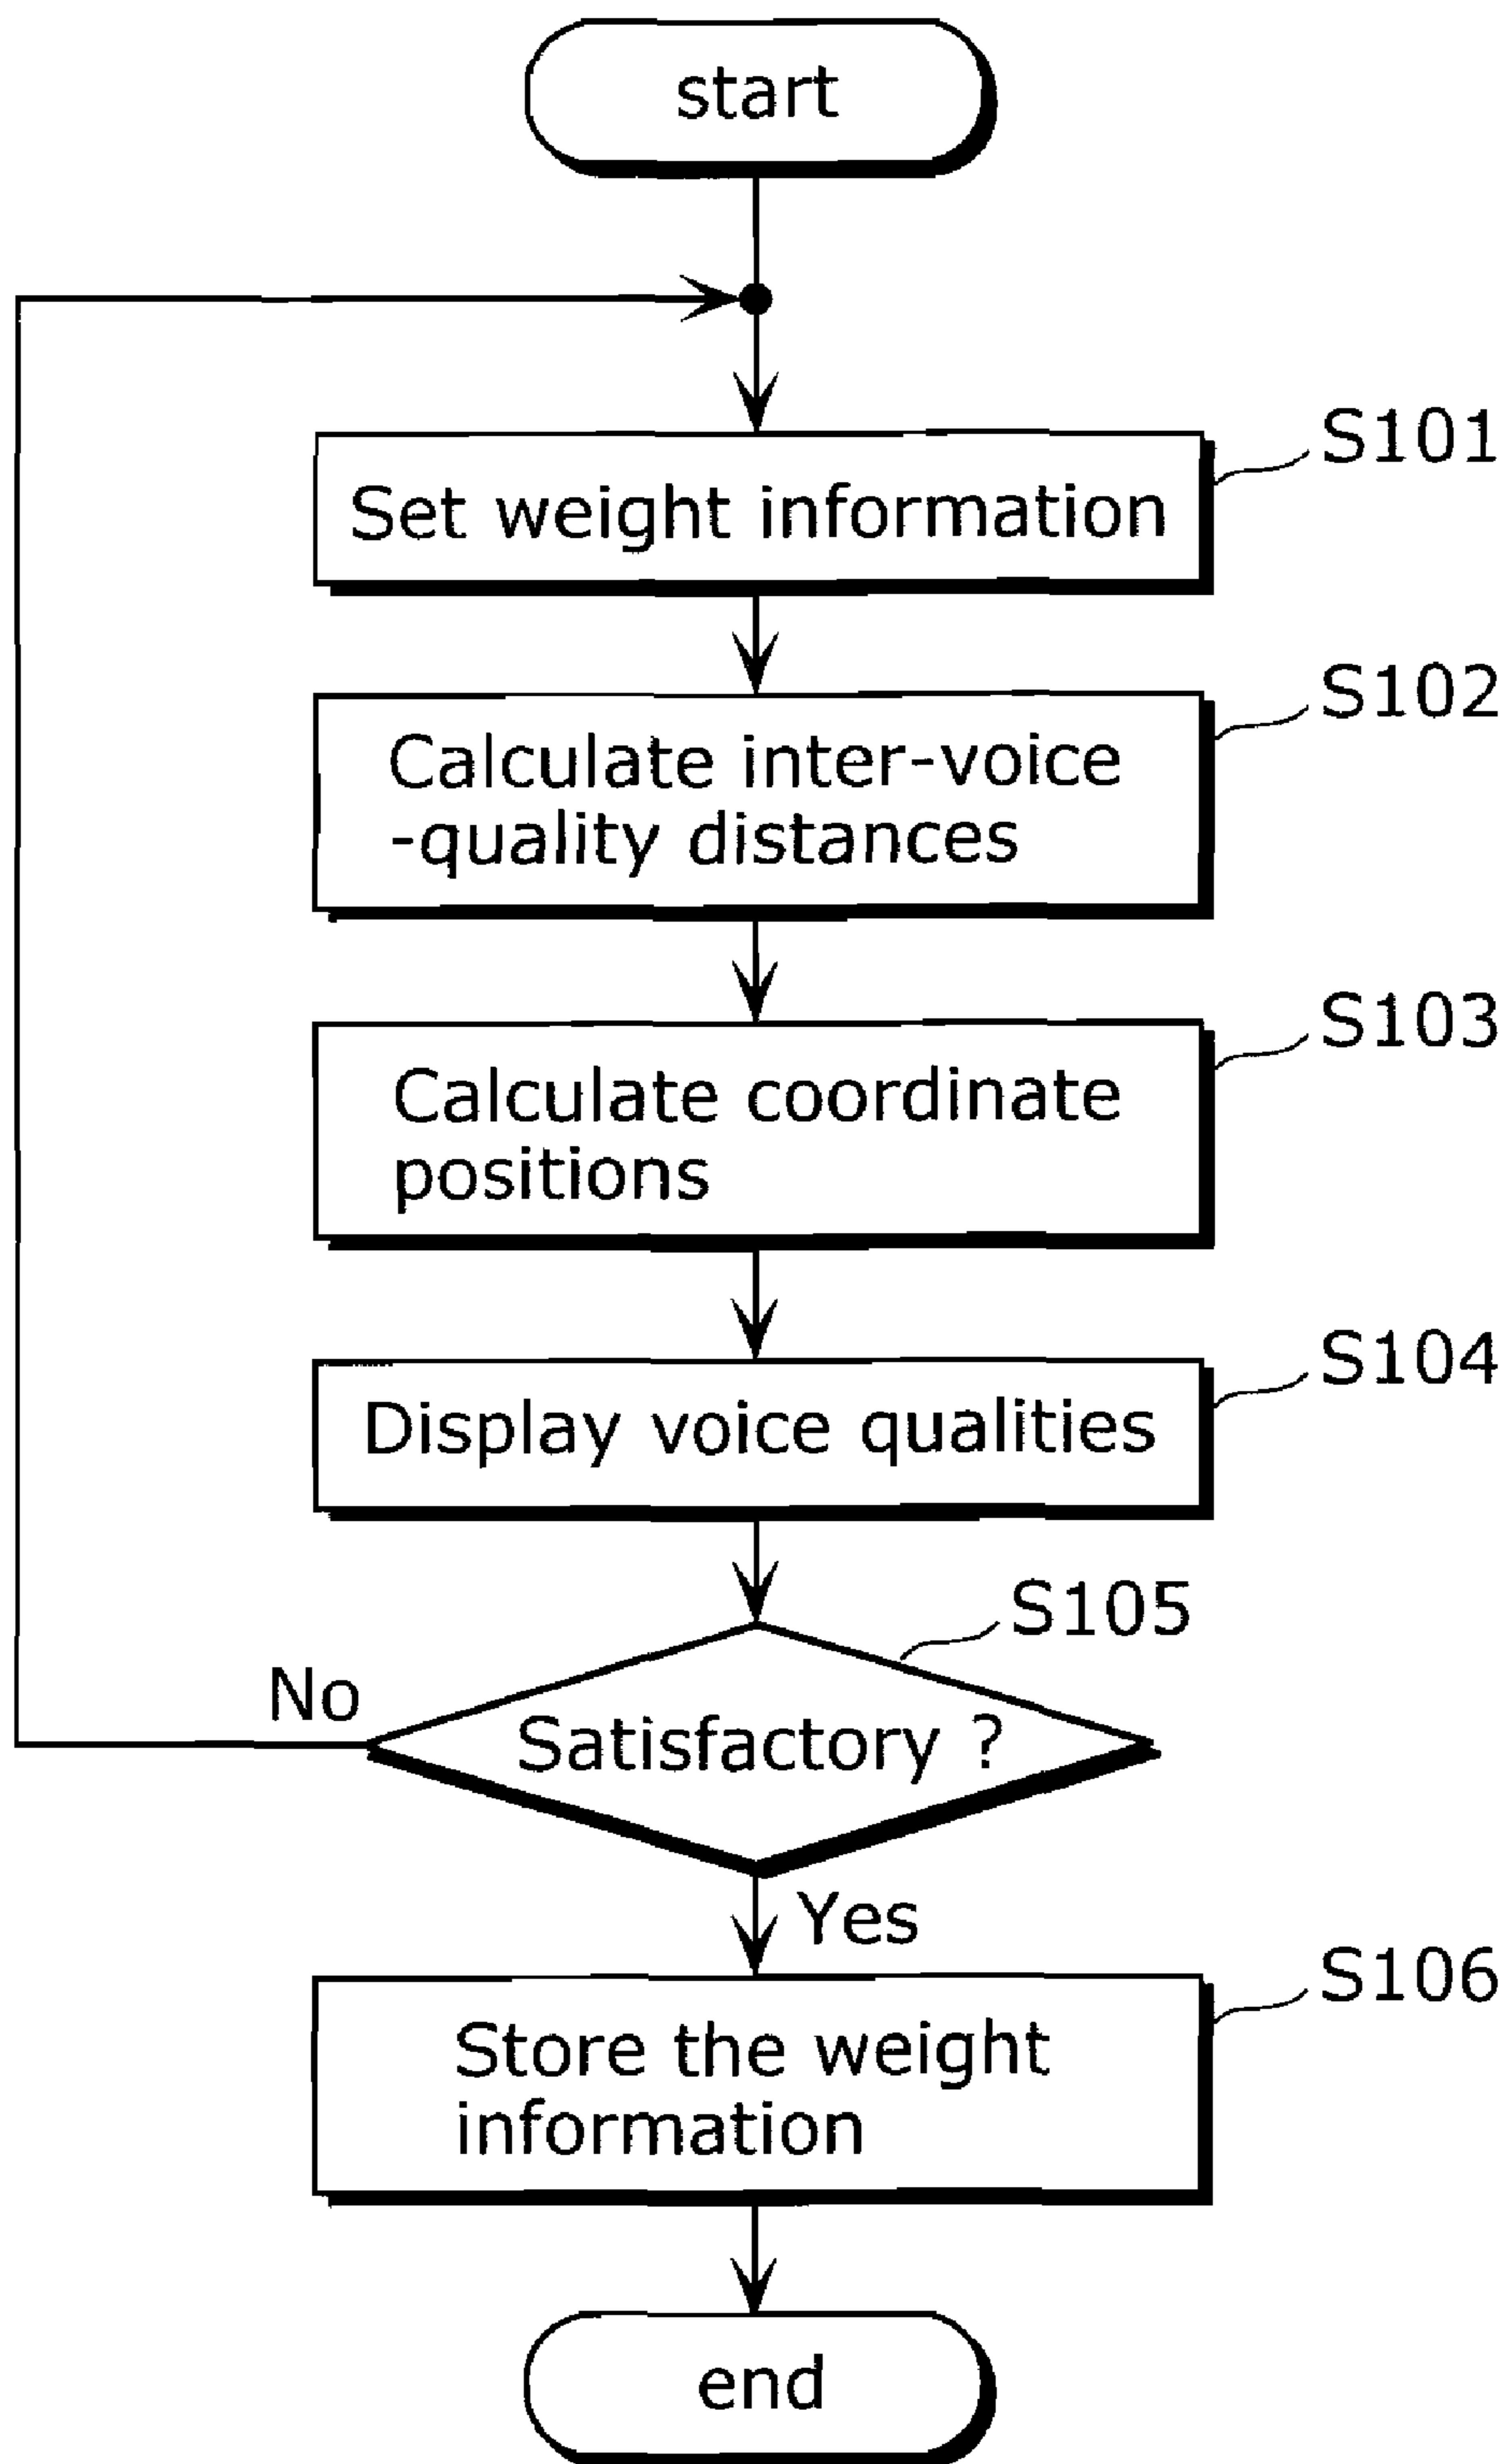 start
S101
Set weight information
S102
Calculate inter-voice
-quality distances
S103
Calculate coordinate
positions
S104
Display voice qualities
S105
No
Satisfactory ?
Yes
S106
Store the weight
information
end